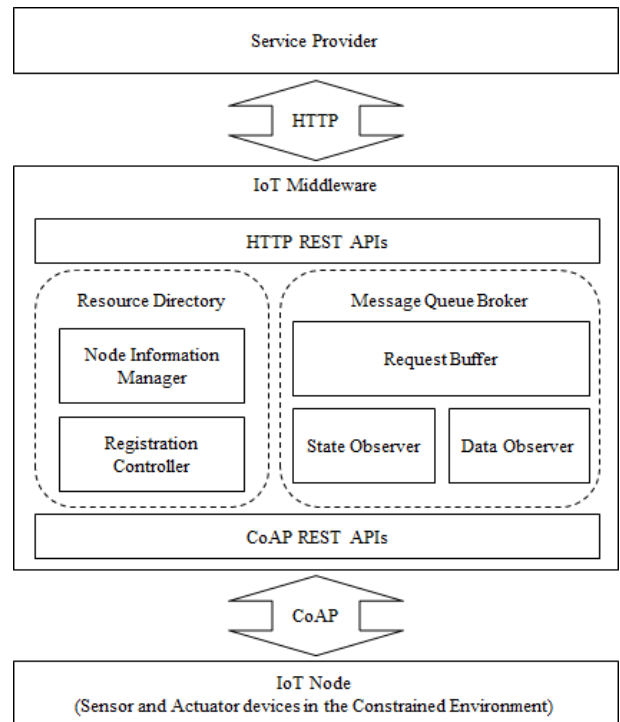 Service Provider
HTTP
IoT Middleware
HTTP REST APIs
Resource Directory
Node Information
Manager
Registration
Controller
Message Queue Broker
Request Buffer
State Observer
Data Observer
CoAP REST APIs
CoAP
IoT Node
(Sensor and Actuator devices in the Constrained Environment)